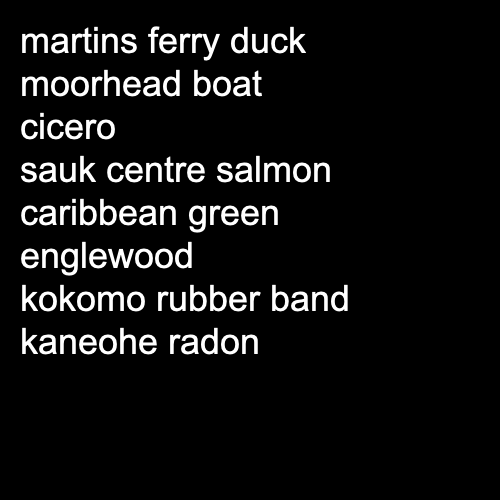 martins ferry duck
moorhead boat
cicero
sauk centre salmon
caribbean green
englewood
kokomo rubber band
kaneohe radon